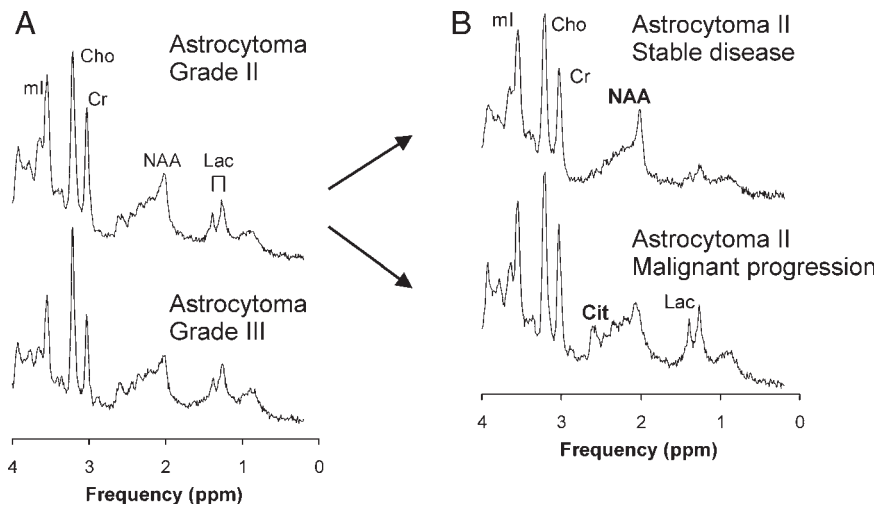 A
Astrocytoma
Grade II
mI
Cho
Cr
NAA
Lac
Astrocytoma
Grade III
4 3 2 1 0
Frequency (ppm)
B
Astrocytoma II
Stable disease
mI
Cho
Cr
NAA
Astrocytoma II
Malignant progression
Cit
Lac
4 3 2 1 0
Frequency (ppm)